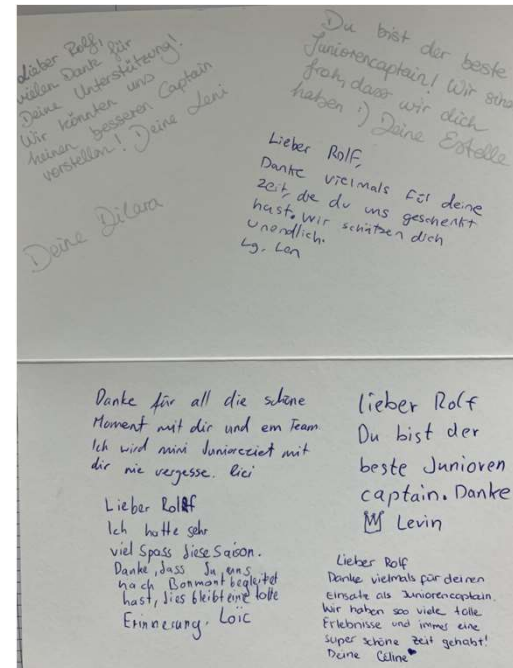 Lieber Rolf,
vielen Dank für
Deine Unterstützung!
Wir könnten uns
keinen besseren Captain
vorstellen! Deine Leni
Deine Dilara
Du bist der beste
Juniorencaptain! Wir sind
froh, dass wir dich
haben :) Deine Estelle
Lieber Rolf,
Danke vielmals für deine
Zeit, die du uns geschenkt
hast. Wir schätzen dich
unendlich.
Lg. Len
Danke für all die schöne
Moment mit dir und em Team
Ich wird mini Junioreziet mit
dir nie vergesse. Rici
Lieber Rolf
Ich hatte sehr
viel Spass diese Saison.
Danke, dass du uns
nach Bonmont begleitet
hast, dies bleibt eine tolle
Erinnerung. Loïc
lieber Rolf
Du bist der
beste Junioren
captain. Danke
Levin
Lieber Rolf
Danke vielmals für deinen
Einsatz als Juniorencaptain.
Wir haben soo viele tolle
Erlebnisse und immer eine
super schöne Zeit gehabt!
Deine Céline